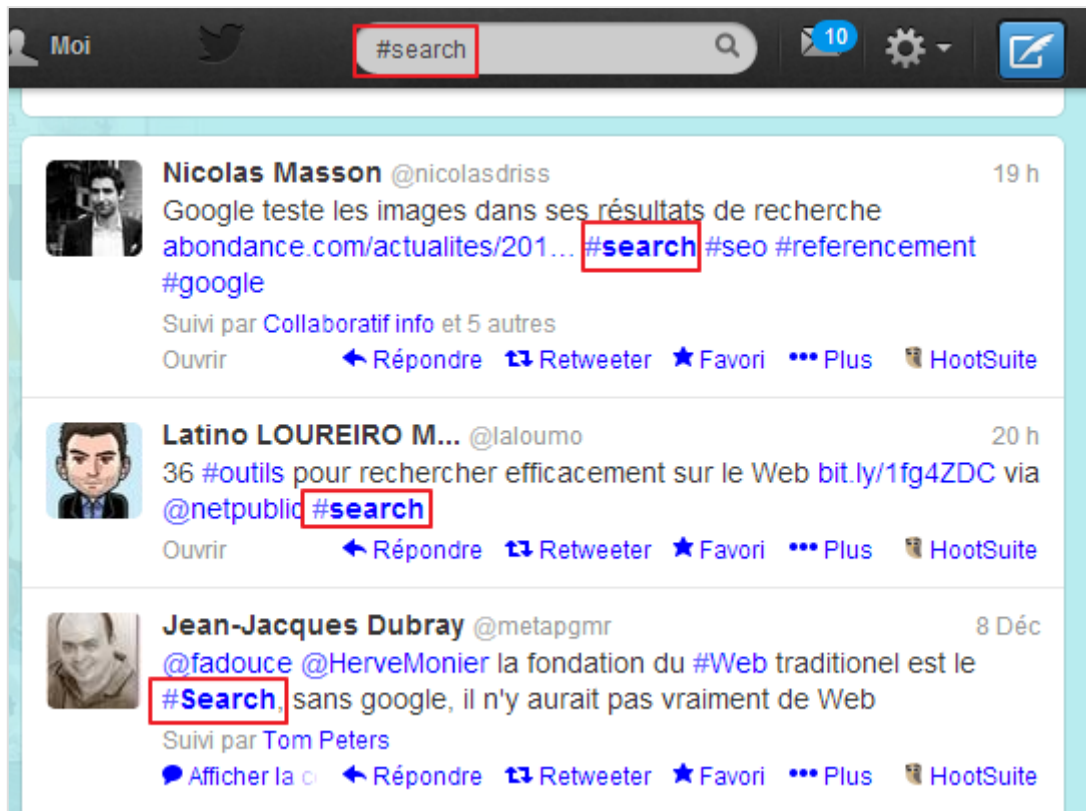 Moi #search 10
Nicolas Masson @nicolasdriss 19 h
Google teste les images dans ses résultats de recherche
abondance.com/actualites/201... #search #seo #referencement
#google
Suivi par Collaboratif info et 5 autres
Ouvrir Répondre Retweeter Favori ••• Plus HootSuite
Latino LOUREIRO M... @laloumo 20 h
36 #outils pour rechercher efficacement sur le Web bit.ly/1fg4ZDC via
@netpublic #search
Ouvrir Répondre Retweeter Favori ••• Plus HootSuite
Jean-Jacques Dubray @metapgmr 8 Déc
@fadouce @HerveMonier la fondation du #Web traditionel est le
#Search, sans google, il n'y aurait pas vraiment de Web
Suivi par Tom Peters
Afficher la Répondre Retweeter Favori ••• Plus HootSuite